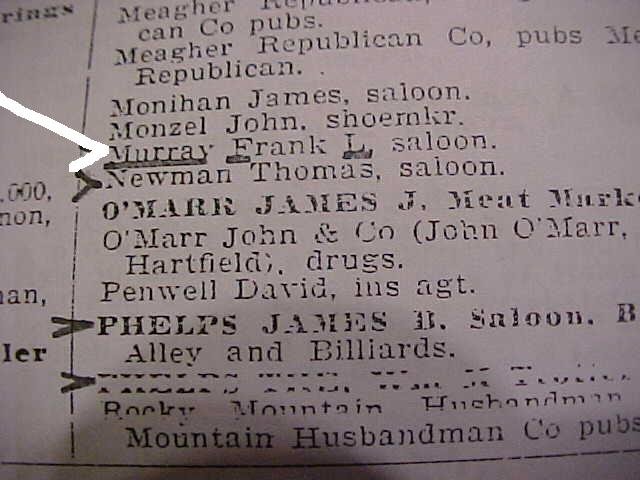 rings
Meagher Republican,
can Co pubs.
Meagher Republican Co, pubs Me
Republican.
Monihan James, saloon.
Monzel John, shoemkr.
Murray Frank L, saloon.
Newman Thomas, saloon.
.000,
O'MARR JAMES J, Meat Marke
non,
O'Marr John & Co (John O'Marr,
Hartfield), drugs.
Penwell David, ins agt.
nan,
PHELPS JAMES B. Saloon. B
ler
Alley and Billiards.
Rocky Mountain Husbandman
Mountain Husbandman Co pubs